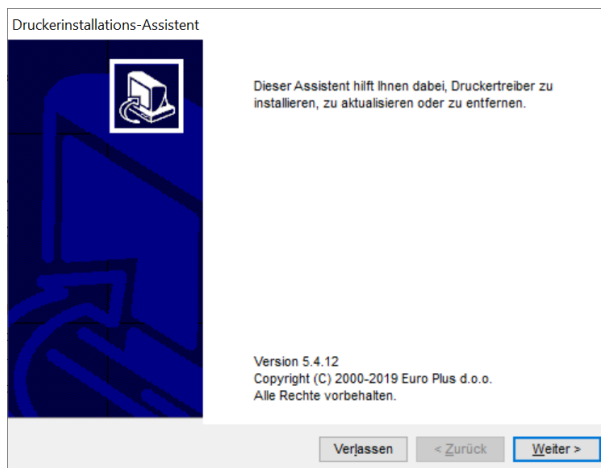 Druckerinstallations-Assistent
Dieser Assistent hilft Ihnen dabei, Druckertreiber zu
installieren, zu aktualisieren oder zu entfernen.
Version 5.4.12
Copyright (C) 2000-2019 Euro Plus d.o.o.
Alle Rechte vorbehalten.
Verlassen < Zurück Weiter >